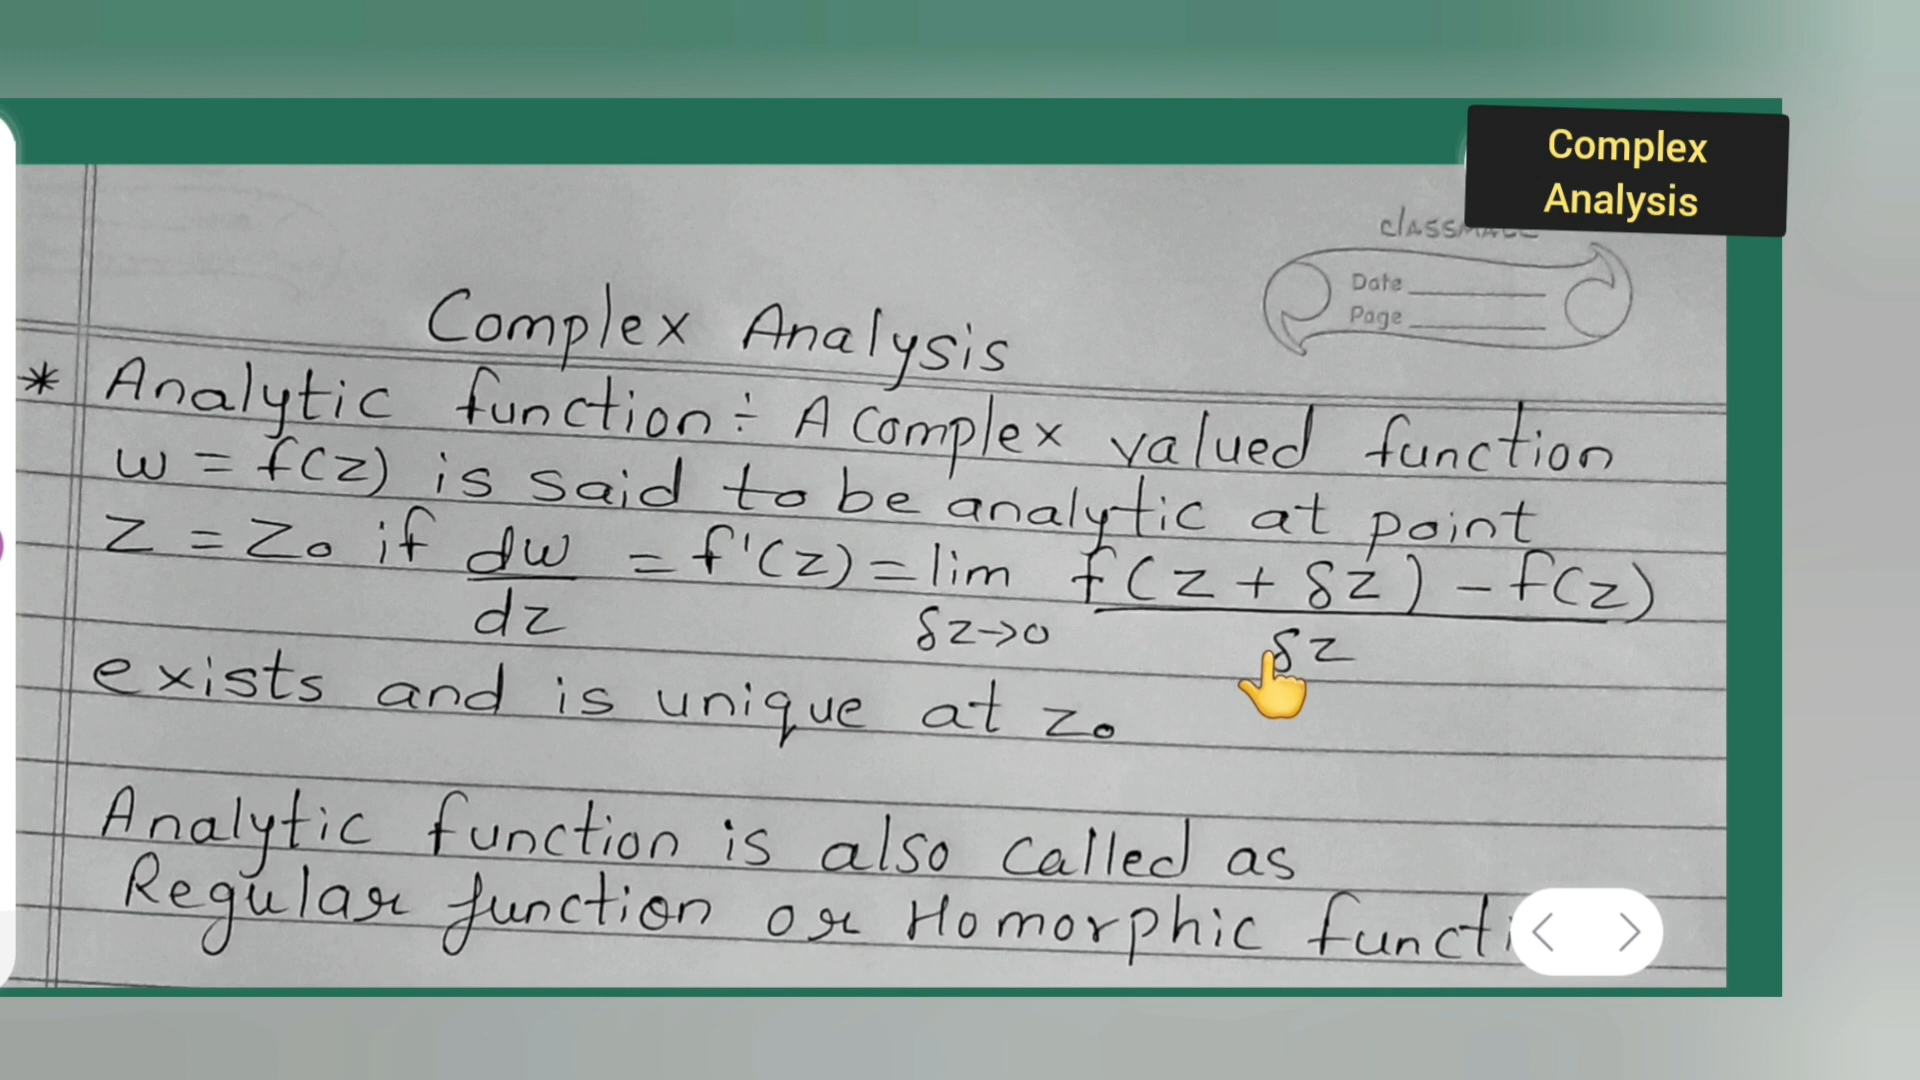 Complex
Analysis
classmate
Date
Page
Complex Analysis
* Analytic function ÷ A Complex valued function
w = f(z) is said to be analytic at point
z = z₀ if dw/dz = f'(z) = lim δz→0 f(z + δz) - f(z)/δz
exists and is unique at z₀
Analytic function is also called as
Regular function or Homorphic functi